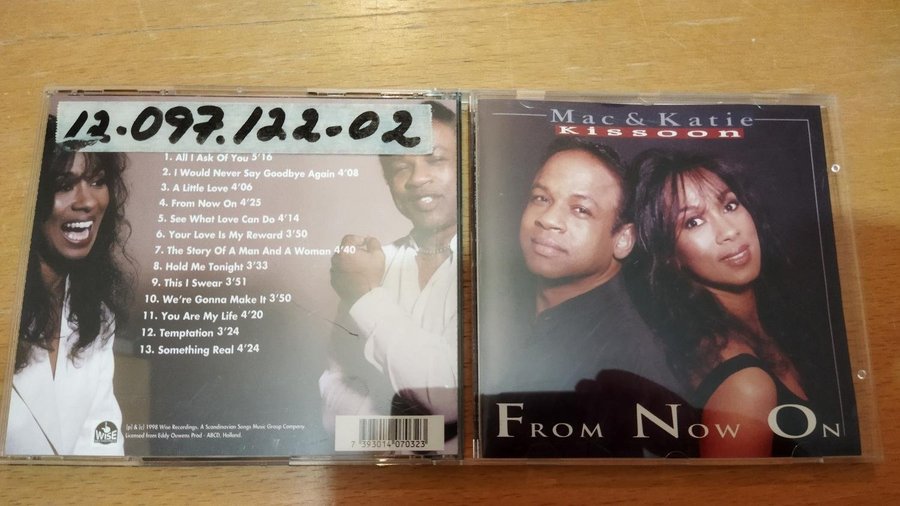 12-097.122-02
1. All I Ask Of You 5'16
2. I Would Never Say Goodbye Again 4'08
3. A Little Love 4'06
4. From Now On 4'25
5. See What Love Can Do 4'14
6. Your Love Is My Reward 3'50
7. The Story Of A Man And A Woman 4'40
8. Hold Me Tonight 3'33
9. This I Swear 3'51
10. We're Gonna Make It 3'50
11. You Are My Life 4'20
12. Temptation 3'24
13. Something Real 4'24
WISE
(p) & (c) 1998 Wise Recordings. A Scandinavian Songs Music Group Company.
Licensed from Eddy Ouwens Prod - ABCD, Holland.
7 393014 070323
Mac & Katie
Kissoon
From Now On